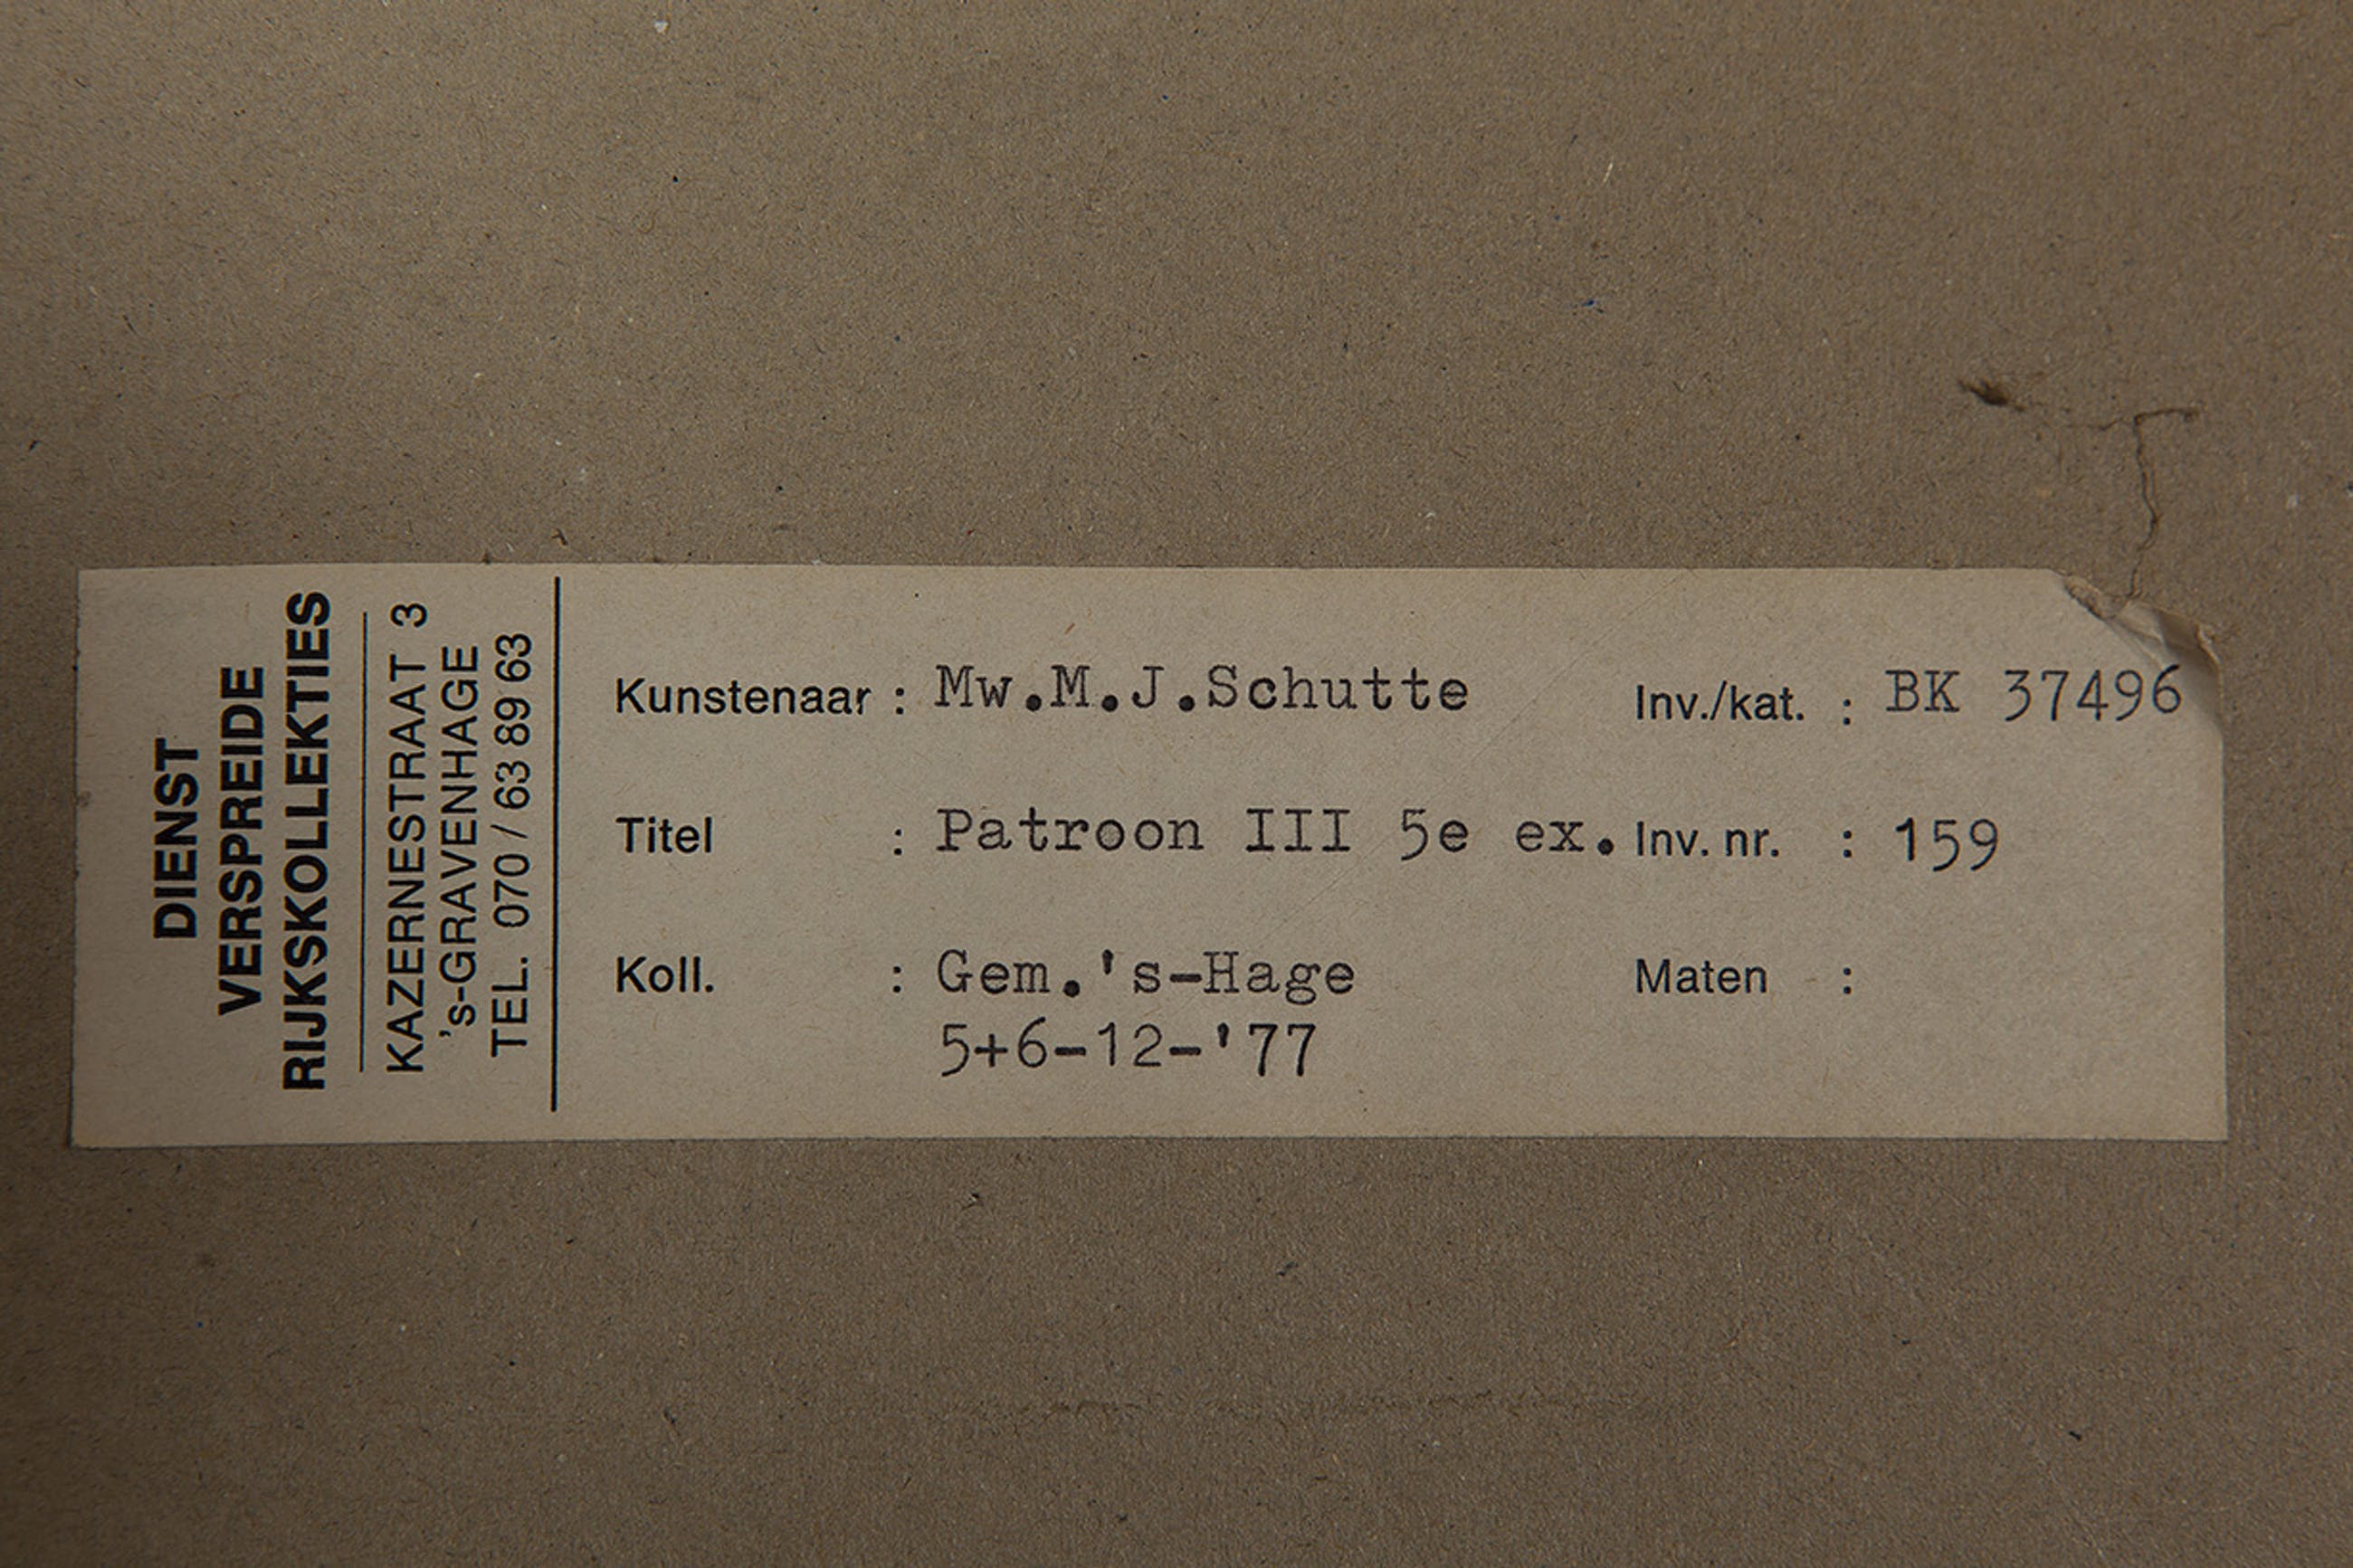 DIENST
VERSPREIDE
RIJKSKOLLEKTIES
KAZERNESTRAAT 3
's-GRAVENHAGE
TEL. 070 / 63 89 63
Kunstenaar : Mw.M.J.Schutte Inv./kat. : BK 37496
Titel : Patroon III 5e ex. Inv. nr. : 159
Koll. : Gem.'s-Hage Maten :
5+6-12-'77